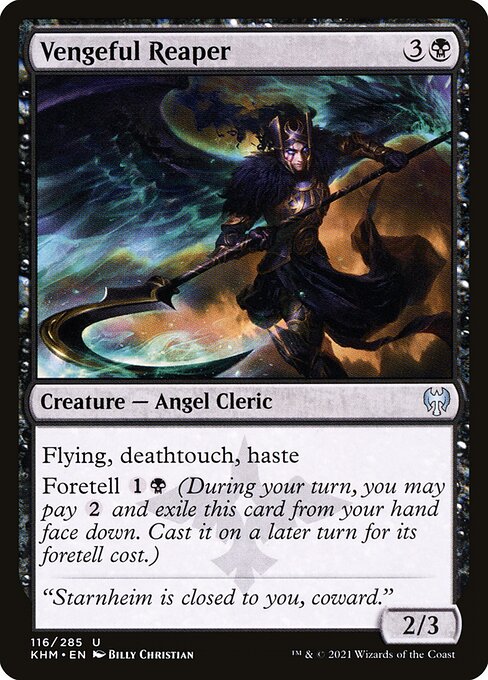 Vengeful Reaper 3
Creature — Angel Cleric
Flying, deathtouch, haste
Foretell 1 (During your turn, you may
pay 2 and exile this card from your hand
face down. Cast it on a later turn for its
foretell cost.)
“Starnheim is closed to you, coward.”
2/3
116/285 U
KHM • EN Billy Christian
™ & © 2021 Wizards of the Coast